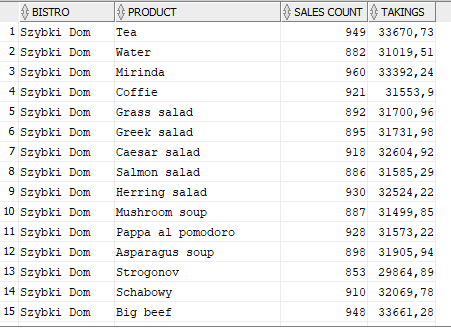 BISTRO PRODUCT SALES COUNT TAKINGS
1 Szybki Dom Tea 949 33670,73
2 Szybki Dom Water 882 31019,51
3 Szybki Dom Mirinda 960 33392,24
4 Szybki Dom Coffie 921 31553,9
5 Szybki Dom Grass salad 882 31700,96
6 Szybki Dom Greek salad 895 31731,98
7 Szybki Dom Caesar salad 918 32604,92
8 Szybki Dom Salmon salad 886 31585,29
9 Szybki Dom Herring salad 930 32524,22
10 Szybki Dom Mushroom soup 887 31499,85
11 Szybki Dom Pappa al pomodoro 928 31573,22
12 Szybki Dom Asparagus soup 898 31905,94
13 Szybki Dom Strogonov 853 29864,89
14 Szybki Dom Schabowy 910 32069,78
15 Szybki Dom Big beef 948 33661,28